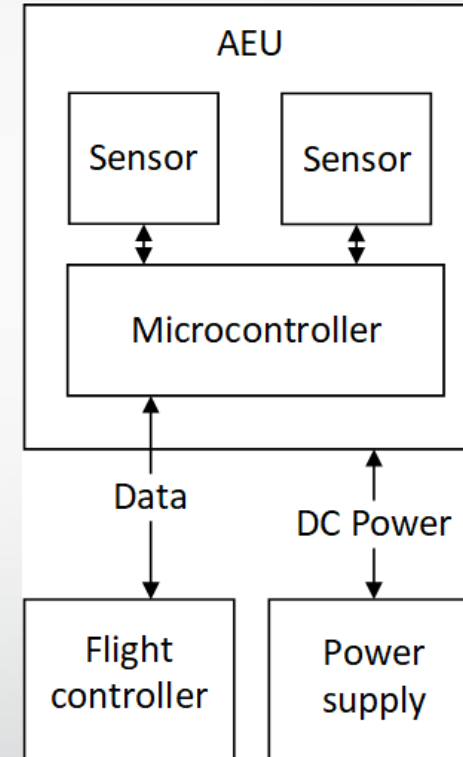 AEU
Sensor
Sensor
Microcontroller
Data
DC Power
Flight
controller
Power
supply